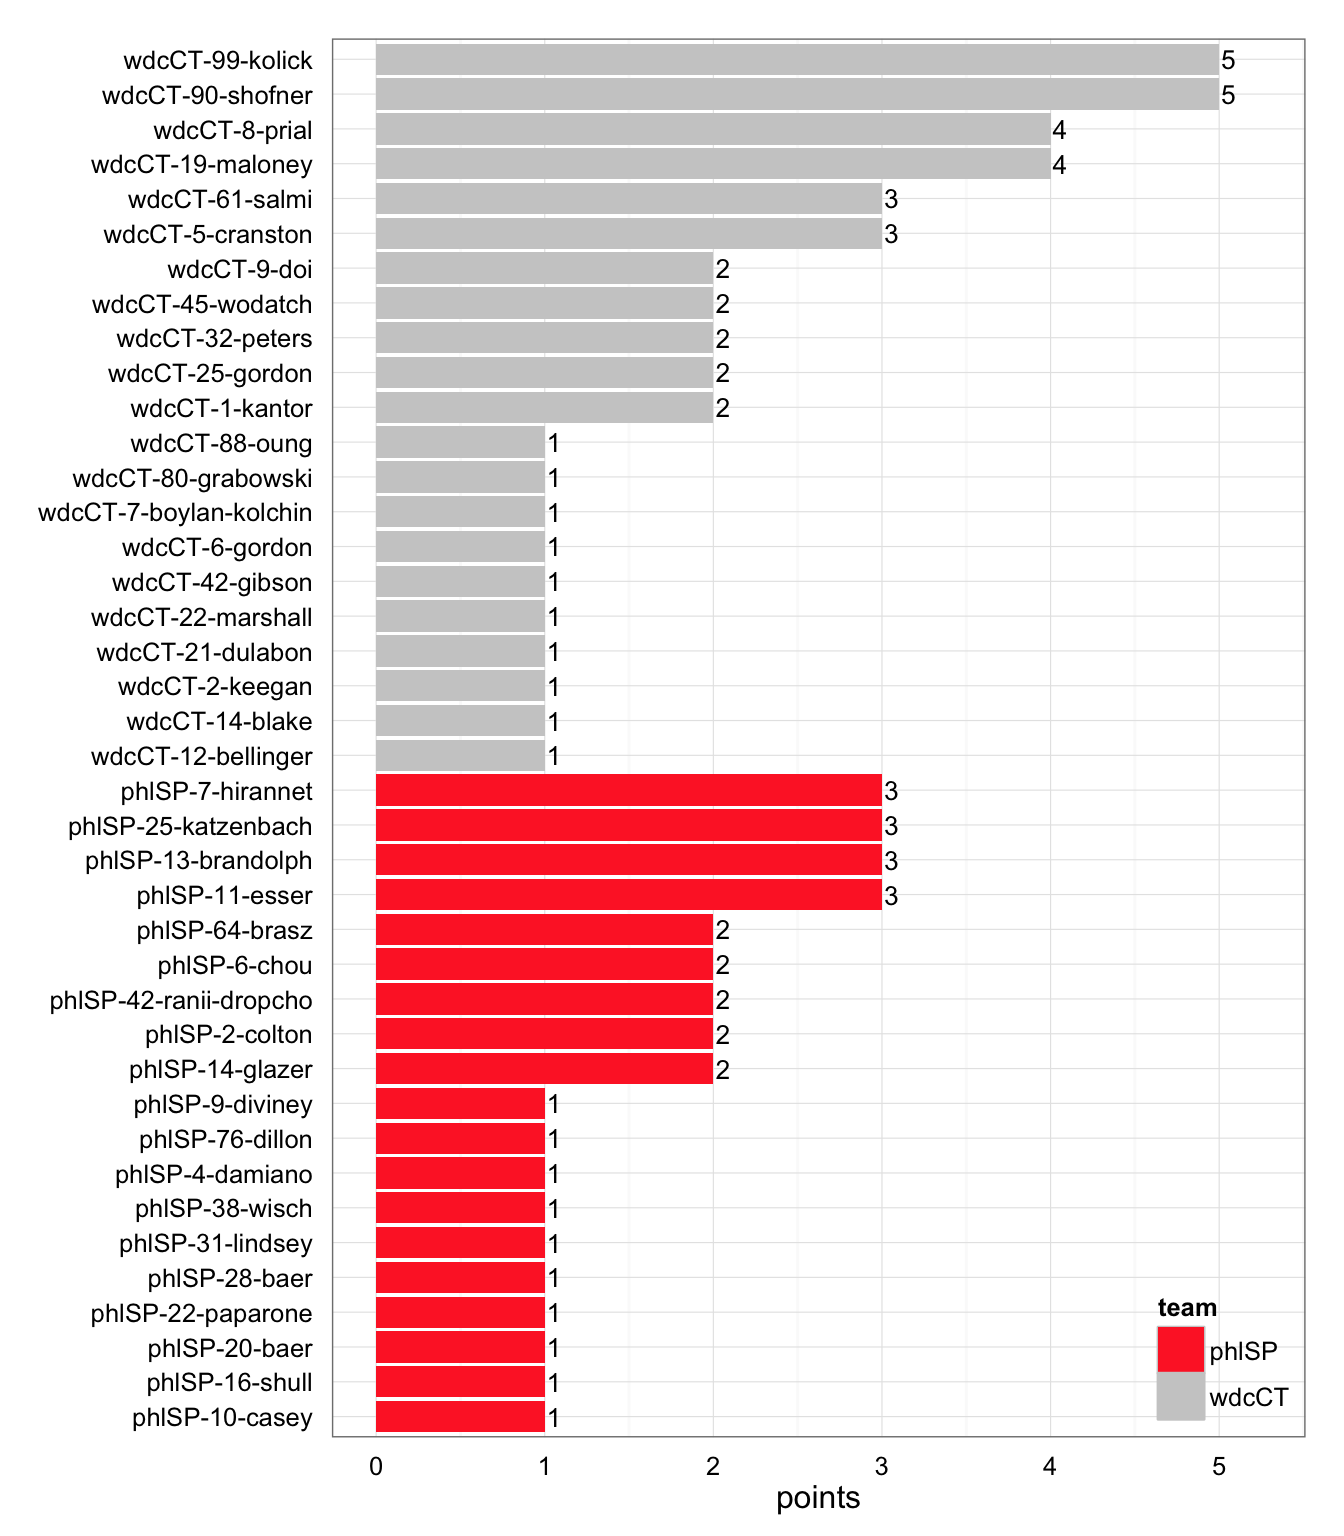 wdcCT-99-kolick 5
wdcCT-90-shofner 5
wdcCT-8-prial 4
wdcCT-19-maloney 4
wdcCT-61-salmi 3
wdcCT-5-cranston 3
wdcCT-9-doi 2
wdcCT-45-wodatch 2
wdcCT-32-peters 2
wdcCT-25-gordon 2
wdcCT-1-kantor 2
wdcCT-88-oung 1
wdcCT-80-grabowski 1
wdcCT-7-boylan-kolchin 1
wdcCT-6-gordon 1
wdcCT-42-gibson 1
wdcCT-22-marshall 1
wdcCT-21-dulabon 1
wdcCT-2-keegan 1
wdcCT-14-blake 1
wdcCT-12-bellinger 1
phlSP-7-hirannet 3
phlSP-25-katzenbach 3
phlSP-13-brandolph 3
phlSP-11-esser 3
phlSP-64-brasz 2
phlSP-6-chou 2
phlSP-42-ranii-dropcho 2
phlSP-2-colton 2
phlSP-14-glazer 2
phlSP-9-diviney 1
phlSP-76-dillon 1
phlSP-4-damiano 1
phlSP-38-wisch 1
phlSP-31-lindsey 1
phlSP-28-baer 1
phlSP-22-paparone 1
phlSP-20-baer 1
phlSP-16-shull 1
phlSP-10-casey 1
team
phlSP
wdcCT
0 1 2 3 4 5
points